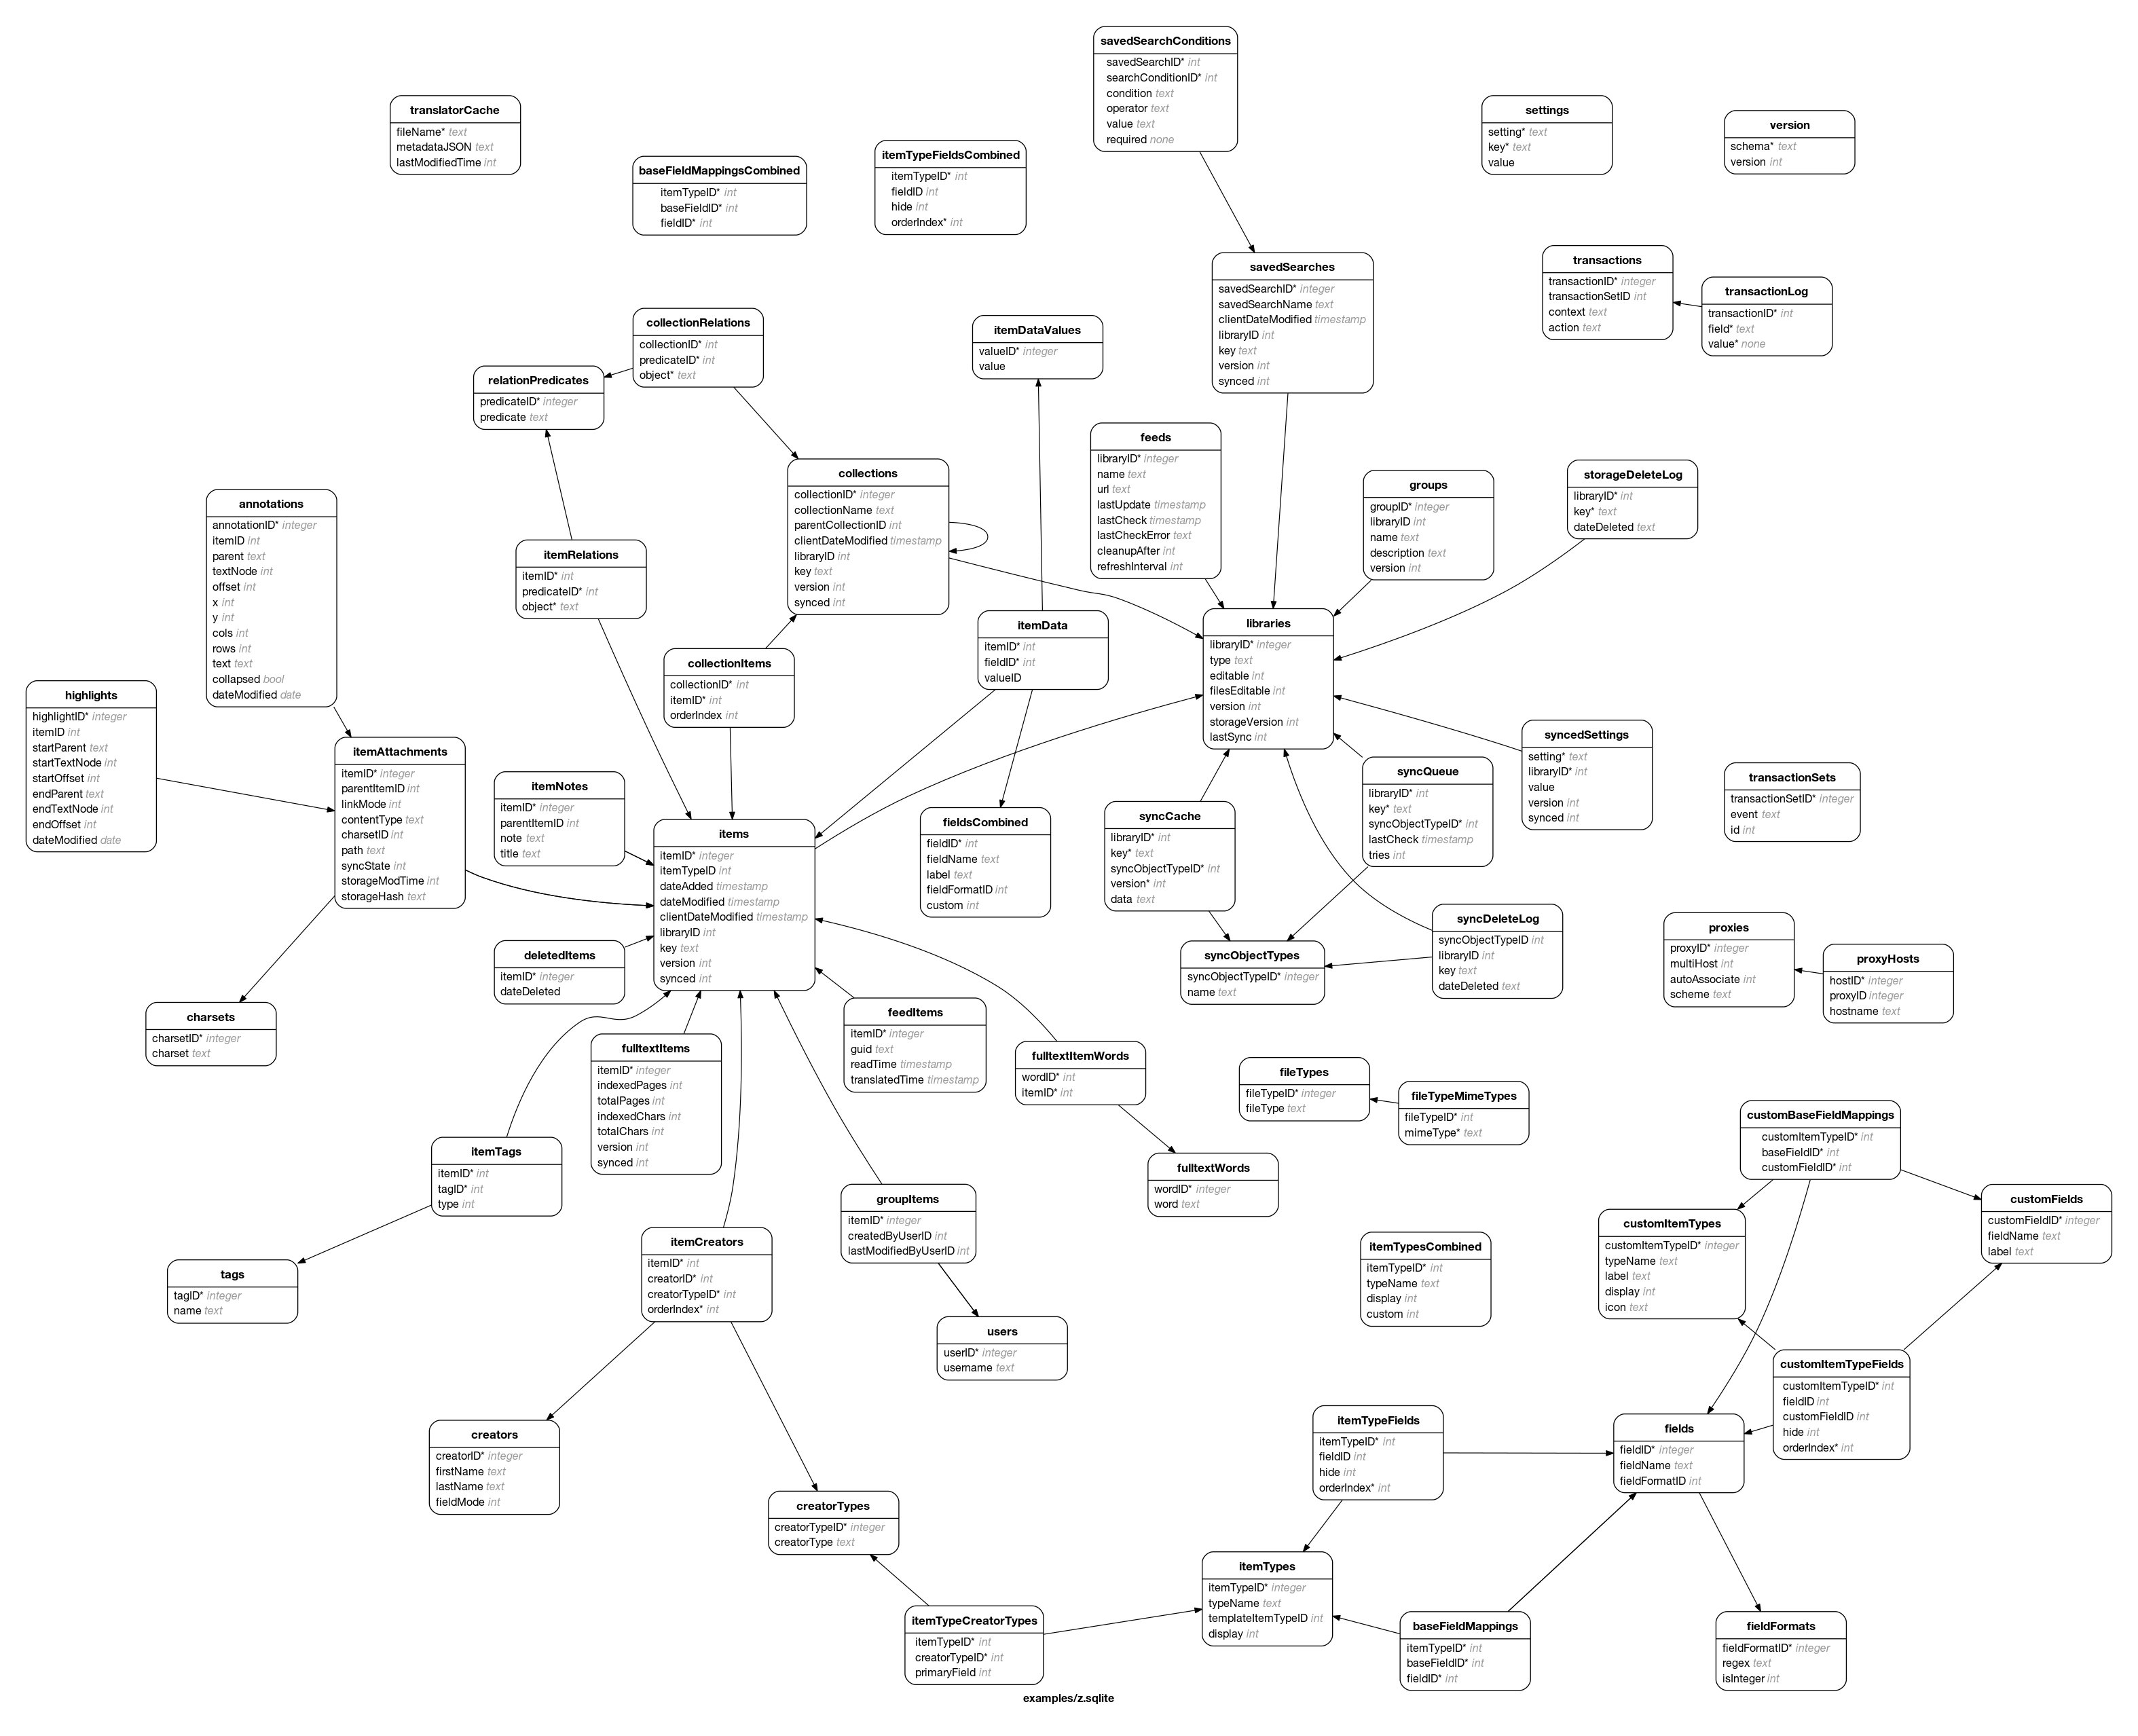 savedSearchConditions
savedSearchID* int
searchConditionID* int
condition text
operator text
value text
required none
translatorCache
fileName* text
metadataJSON text
lastModifiedTime int
settings
setting* text
key* text
value
version
schema* text
version int
baseFieldMappingsCombined
itemTypeID* int
baseFieldID* int
fieldID* int
itemTypeFieldsCombined
itemTypeID* int
fieldID int
hide int
orderIndex* int
savedSearches
savedSearchID* integer
savedSearchName text
clientDateModified timestamp
libraryID int
key text
version int
synced int
transactions
transactionID* integer
transactionSetID int
context text
action text
transactionLog
transactionID* int
field* text
value* none
collectionRelations
collectionID* int
predicateID* int
object* text
itemDataValues
valueID* integer
value
relationPredicates
predicateID* integer
predicate text
feeds
libraryID* integer
name text
url text
lastUpdate timestamp
lastCheck timestamp
lastCheckError text
cleanupAfter int
refreshInterval int
collections
collectionID* integer
collectionName text
parentCollectionID int
clientDateModified timestamp
libraryID int
key text
version int
synced int
groups
groupID* integer
libraryID int
name text
description text
version int
storageDeleteLog
libraryID* int
key* text
dateDeleted text
annotations
annotationID* integer
itemID int
parent text
textNode int
offset int
x int
y int
cols int
rows int
text text
collapsed bool
dateModified date
itemRelations
itemID* int
predicateID* int
object* text
itemData
itemID* int
fieldID* int
valueID
libraries
libraryID* integer
type text
editable int
filesEditable int
version int
storageVersion int
lastSync int
collectionItems
collectionID* int
itemID* int
orderIndex int
highlights
highlightID* integer
itemID int
startParent text
startTextNode int
startOffset int
endParent text
endTextNode int
endOffset int
dateModified date
itemAttachments
itemID* integer
parentItemID int
linkMode int
contentType text
charsetID int
path text
syncState int
storageModTime int
storageHash text
syncedSettings
setting* text
libraryID* int
value
version int
synced int
syncQueue
libraryID* int
key* text
syncObjectTypeID* int
lastCheck timestamp
tries int
transactionSets
transactionSetID* integer
event text
id int
itemNotes
itemID* integer
parentItemID int
note text
title text
items
itemID* integer
itemTypeID int
dateAdded timestamp
dateModified timestamp
clientDateModified timestamp
libraryID int
key text
version int
synced int
fieldsCombined
fieldID* int
fieldName text
label text
fieldFormatID int
custom int
syncCache
libraryID* int
key* text
syncObjectTypeID* int
version* int
data text
syncDeleteLog
syncObjectTypeID int
libraryID int
key text
dateDeleted text
deletedItems
itemID* integer
dateDeleted
syncObjectTypes
syncObjectTypeID* integer
name text
proxies
proxyID* integer
multiHost int
autoAssociate int
scheme text
proxyHosts
hostID* integer
proxyID integer
hostname text
charsets
charsetID* integer
charset text
feedItems
itemID* integer
guid text
readTime timestamp
translatedTime timestamp
fulltextItems
itemID* integer
indexedPages int
totalPages int
indexedChars int
totalChars int
version int
synced int
fulltextItemWords
wordID* int
itemID* int
fileTypes
fileTypeID* integer
fileType text
fileTypeMimeTypes
fileTypeID* int
mimeType* text
customBaseFieldMappings
customItemTypeID* int
baseFieldID* int
customFieldID* int
itemTags
itemID* int
tagID* int
type int
fulltextWords
wordID* integer
word text
groupItems
itemID* integer
createdByUserID int
lastModifiedByUserID int
customFields
customFieldID* integer
fieldName text
label text
customItemTypes
customItemTypeID* integer
typeName text
label text
display int
icon text
itemCreators
itemID* int
creatorID* int
creatorTypeID* int
orderIndex* int
itemTypesCombined
itemTypeID* int
typeName text
display int
custom int
tags
tagID* integer
name text
users
userID* integer
username text
customItemTypeFields
customItemTypeID* int
fieldID int
customFieldID int
hide int
orderIndex* int
itemTypeFields
itemTypeID* int
fieldID int
hide int
orderIndex* int
fields
fieldID* integer
fieldName text
fieldFormatID int
creators
creatorID* integer
firstName text
lastName text
fieldMode int
creatorTypes
creatorTypeID* integer
creatorType text
itemTypes
itemTypeID* integer
typeName text
templateItemTypeID int
display int
itemTypeCreatorTypes
itemTypeID* int
creatorTypeID* int
primaryField int
baseFieldMappings
itemTypeID* int
baseFieldID* int
fieldID* int
fieldFormats
fieldFormatID* integer
regex text
isInteger int
examples/z.sqlite